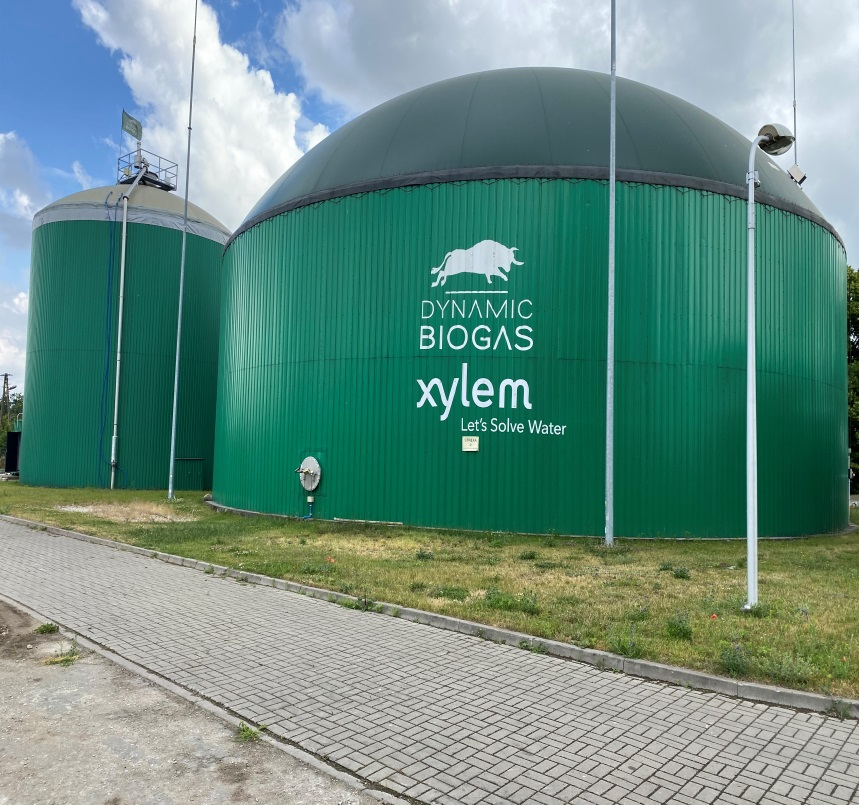 DYNAMIC
BIOGAS
xylem
Let's Solve Water